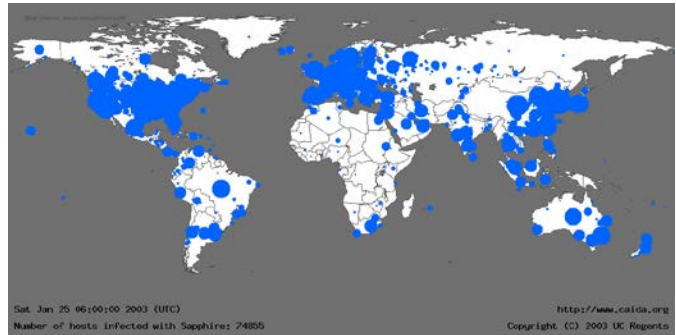 Sat Jan 25 06:00:00 2003 (UTC)
http://www.caida.org
Number of hosts infected with Sapphire: 74855
Copyright (C) 2003 UC Regents